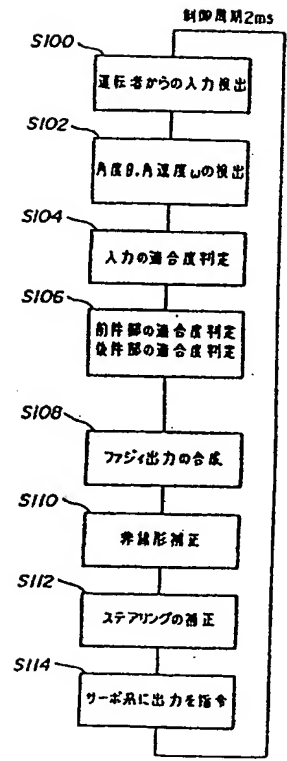 制御周期2ms
S100
運転者からの入力検出
S102
角度θ.角速度ωの検出
S104
入力の適合度判定
S106
前件部の適合度判定
後件部の適合度判定
S108
ファジィ出力の合成
S110
非線形補正
S112
ステアリングの補正
S114
サーボ系に出力を指令